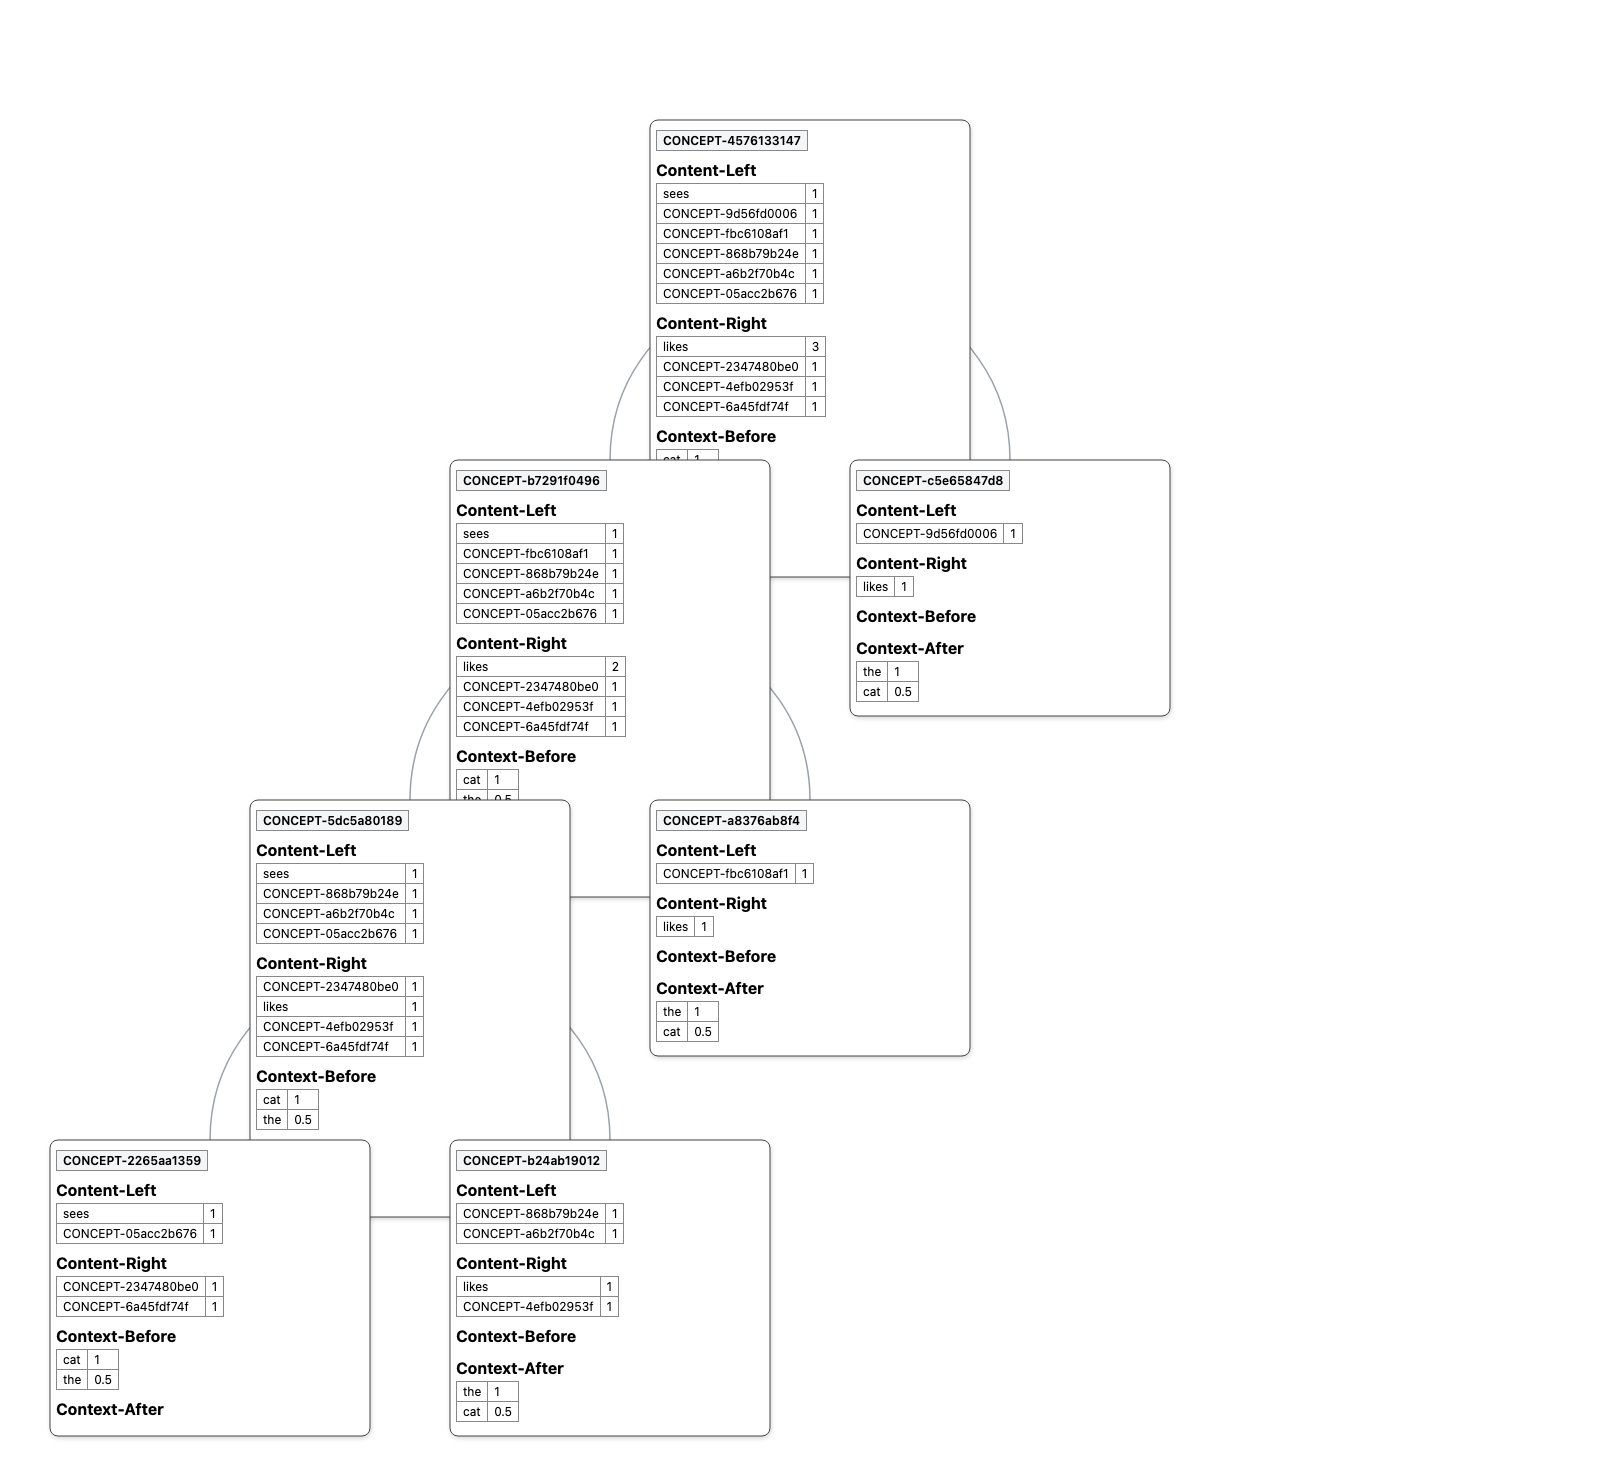 CONCEPT-4576133147
Content-Left
sees 1
CONCEPT-9d56fd0006 1
CONCEPT-fbc6108af1 1
CONCEPT-868b79b24e 1
CONCEPT-a6b2f70b4c 1
CONCEPT-05acc2b676 1
Content-Right
likes 3
CONCEPT-2347480be0 1
CONCEPT-4efb02953f 1
CONCEPT-6a45fdf74f 1
Context-Before
cat 1
CONCEPT-b7291f0496
Content-Left
sees 1
CONCEPT-fbc6108af1 1
CONCEPT-868b79b24e 1
CONCEPT-a6b2f70b4c 1
CONCEPT-05acc2b676 1
Content-Right
likes 2
CONCEPT-2347480be0 1
CONCEPT-4efb02953f 1
CONCEPT-6a45fdf74f 1
Context-Before
cat 1
the 0.5
CONCEPT-c5e65847d8
Content-Left
CONCEPT-9d56fd0006 1
Content-Right
likes 1
Context-Before
Context-After
the 1
cat 0.5
CONCEPT-5dc5a80189
Content-Left
sees 1
CONCEPT-868b79b24e 1
CONCEPT-a6b2f70b4c 1
CONCEPT-05acc2b676 1
Content-Right
CONCEPT-2347480be0 1
likes 1
CONCEPT-4efb02953f 1
CONCEPT-6a45fdf74f 1
Context-Before
cat 1
the 0.5
CONCEPT-a8376ab8f4
Content-Left
CONCEPT-fbc6108af1 1
Content-Right
likes 1
Context-Before
Context-After
the 1
cat 0.5
CONCEPT-2265aa1359
Content-Left
sees 1
CONCEPT-05acc2b676 1
Content-Right
CONCEPT-2347480be0 1
CONCEPT-6a45fdf74f 1
Context-Before
cat 1
the 0.5
Context-After
CONCEPT-b24ab19012
Content-Left
CONCEPT-868b79b24e 1
CONCEPT-a6b2f70b4c 1
Content-Right
likes 1
CONCEPT-4efb02953f 1
Context-Before
Context-After
the 1
cat 0.5